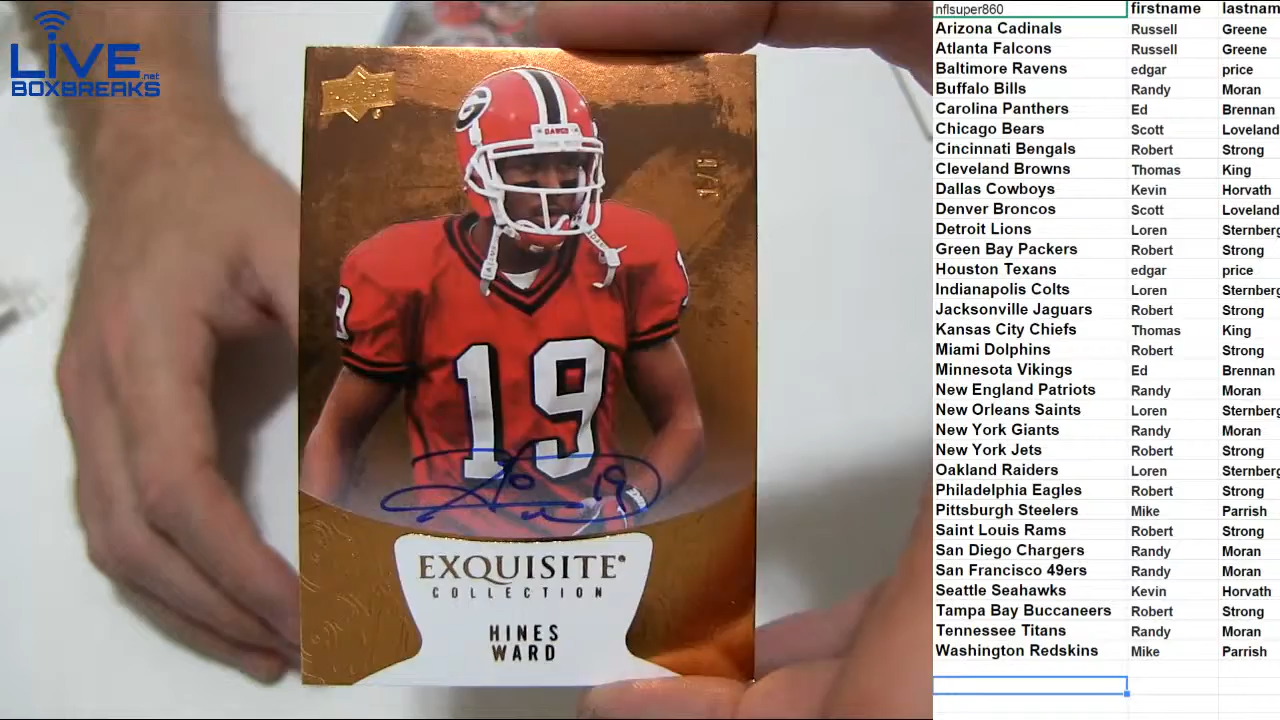 LIVE.net
BOXBREAKS
DAWGS
19
EXQUISITE
COLLECTION
HINES
WARD
nflsuper860 firstname lastname
Arizona Cadinals Russell Greene
Atlanta Falcons Russell Greene
Baltimore Ravens edgar price
Buffalo Bills Randy Moran
Carolina Panthers Ed Brennan
Chicago Bears Scott Loveland
Cincinnati Bengals Robert Strong
Cleveland Browns Thomas King
Dallas Cowboys Kevin Horvath
Denver Broncos Scott Loveland
Detroit Lions Loren Sternberg
Green Bay Packers Robert Strong
Houston Texans edgar price
Indianapolis Colts Loren Sternberg
Jacksonville Jaguars Robert Strong
Kansas City Chiefs Thomas King
Miami Dolphins Robert Strong
Minnesota Vikings Ed Brennan
New England Patriots Randy Moran
New Orleans Saints Loren Sternberg
New York Giants Randy Moran
New York Jets Robert Strong
Oakland Raiders Loren Sternberg
Philadelphia Eagles Robert Strong
Pittsburgh Steelers Mike Parrish
Saint Louis Rams Robert Strong
San Diego Chargers Randy Moran
San Francisco 49ers Randy Moran
Seattle Seahawks Kevin Horvath
Tampa Bay Buccaneers Robert Strong
Tennessee Titans Randy Moran
Washington Redskins Mike Parrish